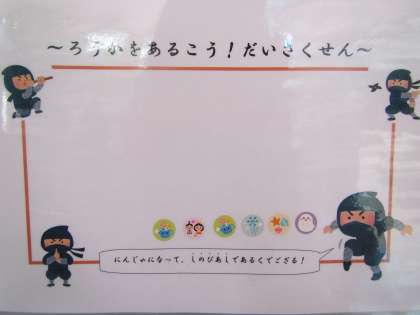 ～ろうかをあるこう！だいさくせん～
にんじゃになって、しのびあしであるくでござる！